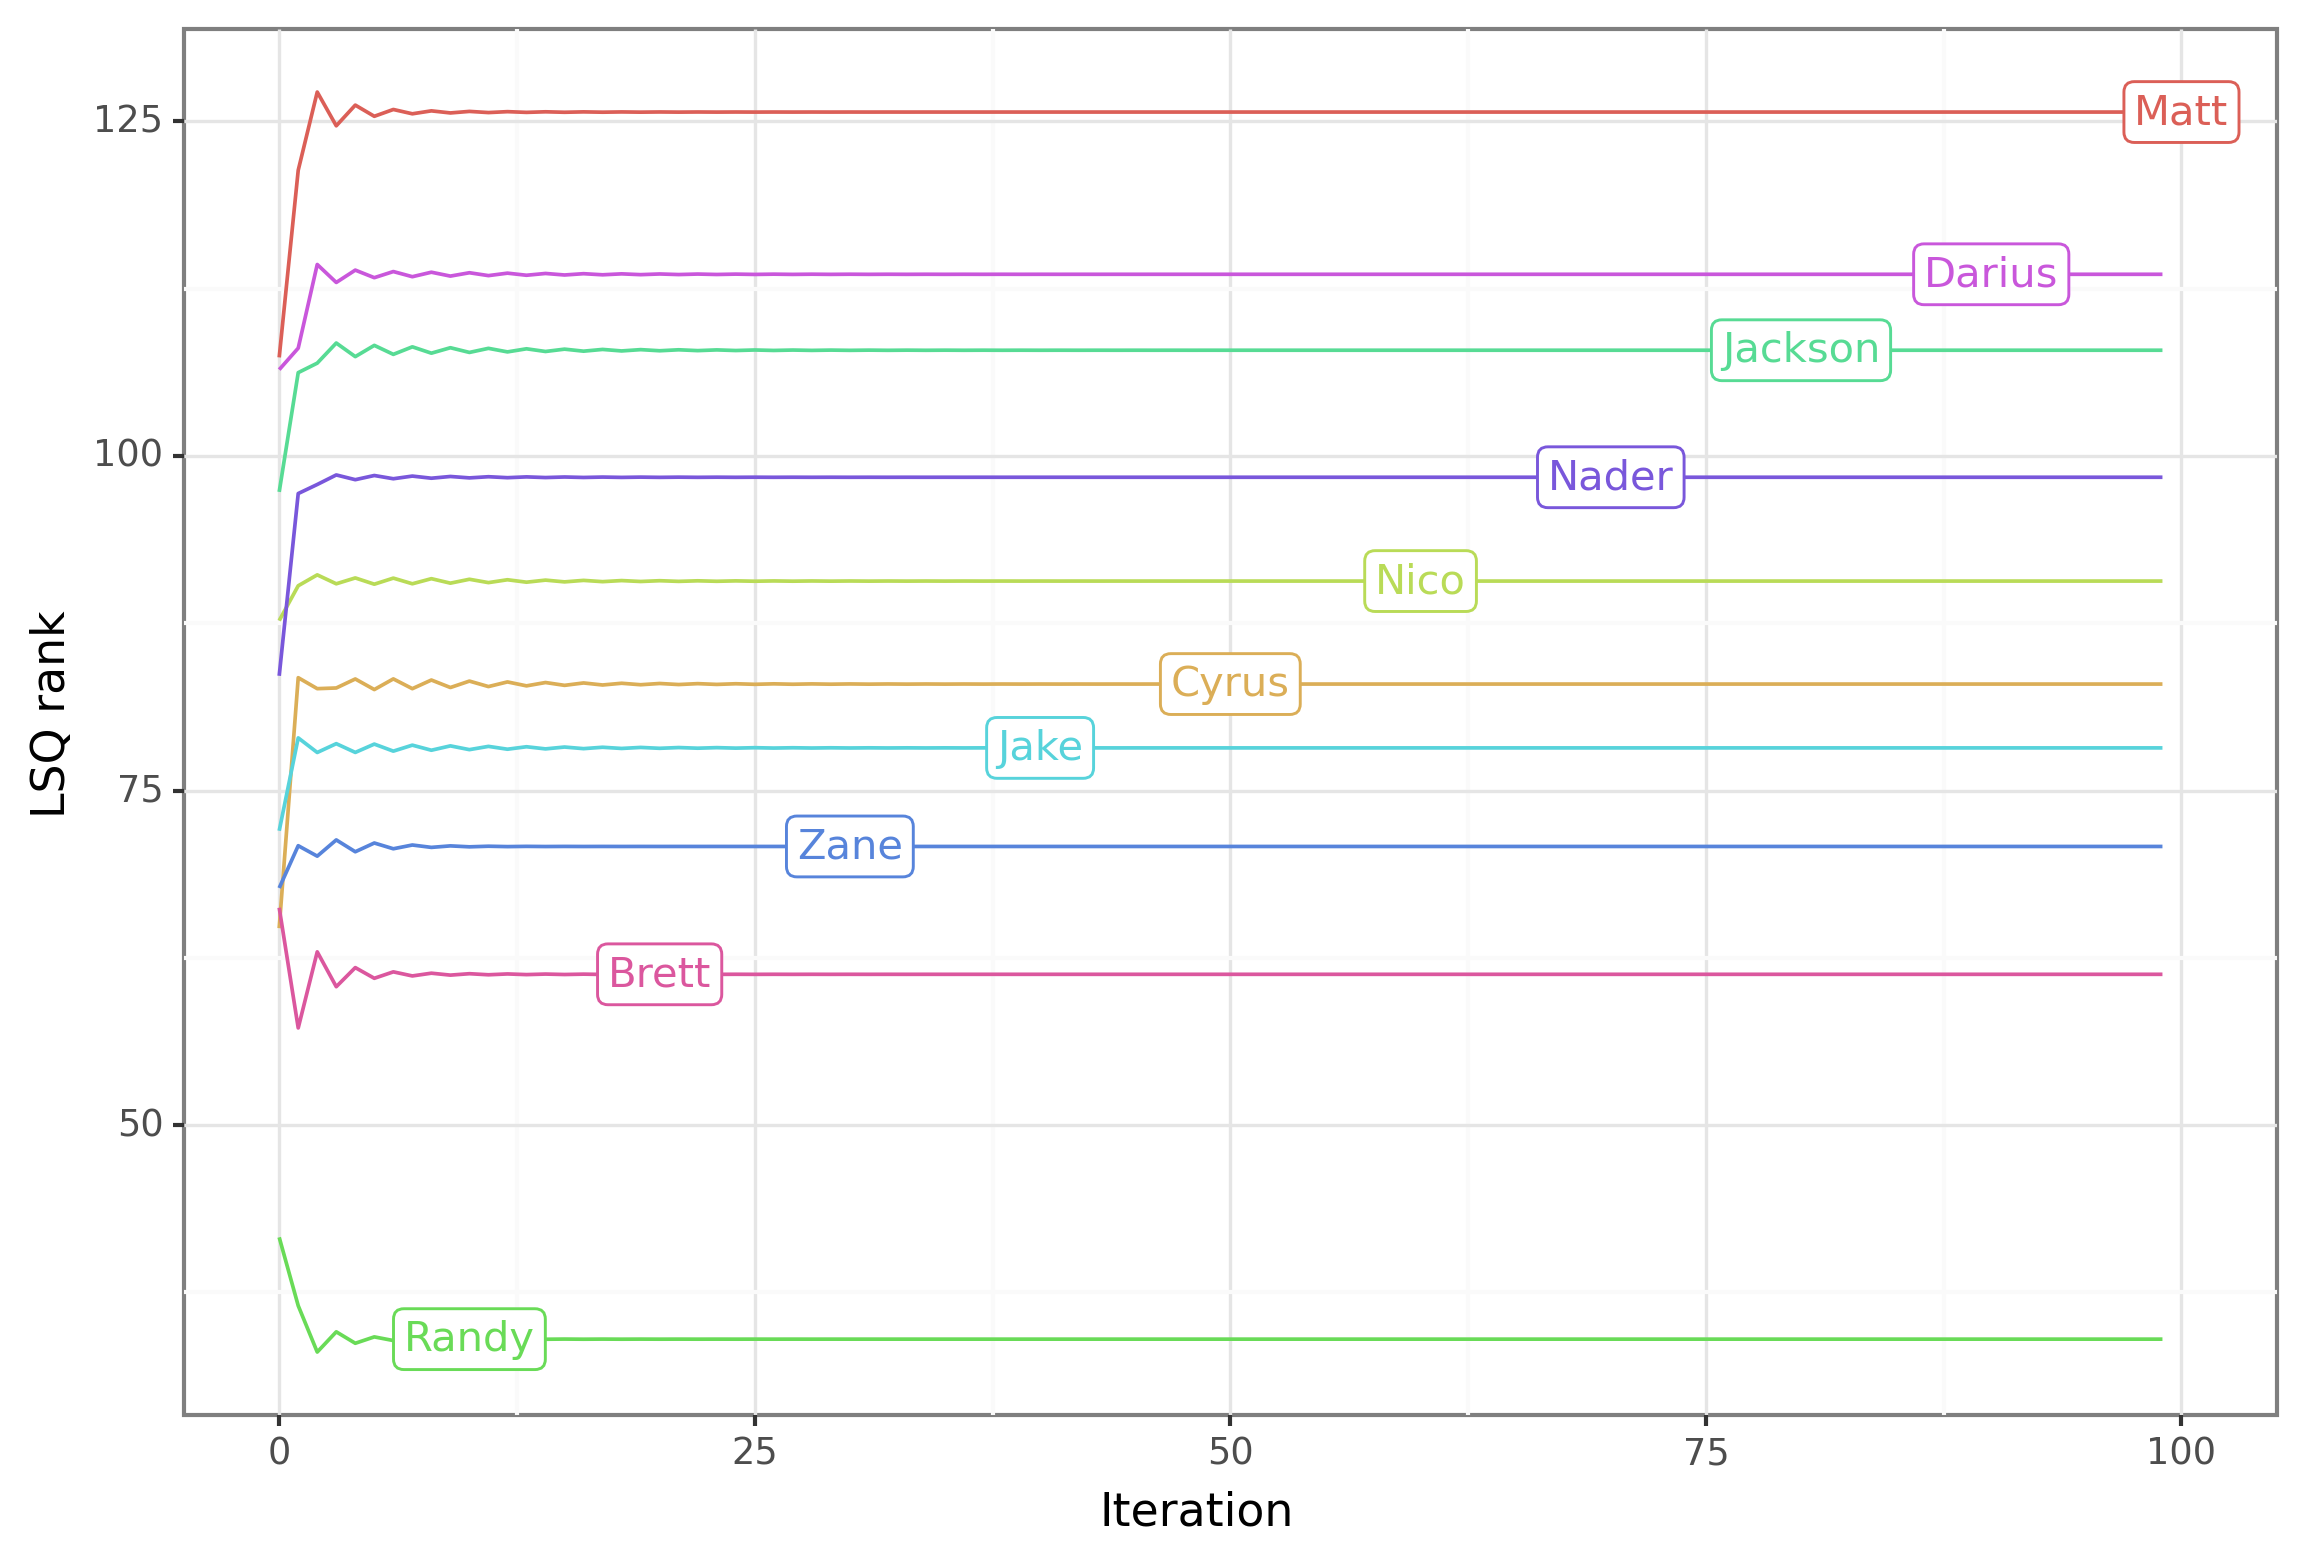 125
100
75
50
LSQ rank
Matt
Darius
Jackson
Nader
Nico
Cyrus
Jake
Zane
Brett
Randy
0 25 50 75 100
Iteration